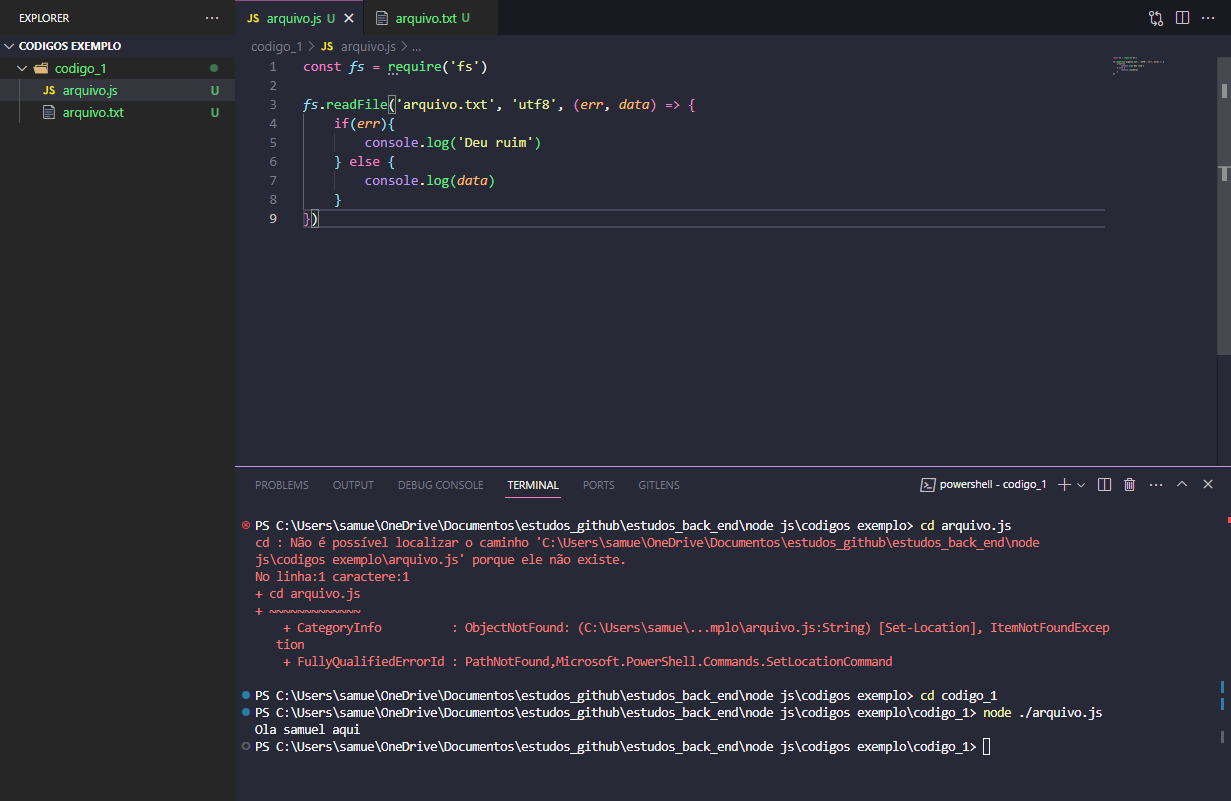 EXPLORER ...
CODIGOS EXEMPLO
codigo_1
JS arquivo.js U
arquivo.txt U
JS arquivo.js U
arquivo.txt U
codigo_1 > JS arquivo.js > ...
1 const fs = require('fs')
2
3 fs.readFile('arquivo.txt', 'utf8', (err, data) => {
4 if(err){
5 console.log('Deu ruim')
6 } else {
7 console.log(data)
8 }
9 })
PROBLEMS OUTPUT DEBUG CONSOLE TERMINAL PORTS GITLENS
powershell - codigo_1
PS C:\Users\samue\OneDrive\Documentos\estudos_github\estudos_back_end\node js\codigos exemplo> cd arquivo.js
cd : Não é possível localizar o caminho 'C:\Users\samue\OneDrive\Documentos\estudos_github\estudos_back_end\node
js\codigos exemplo\arquivo.js' porque ele não existe.
No linha:1 caractere:1
+ cd arquivo.js
+ ~~~~~~~~~~~~~
+ CategoryInfo : ObjectNotFound: (C:\Users\samue\...mplo\arquivo.js:String) [Set-Location], ItemNotFoundExcep
tion
+ FullyQualifiedErrorId : PathNotFound,Microsoft.PowerShell.Commands.SetLocationCommand
PS C:\Users\samue\OneDrive\Documentos\estudos_github\estudos_back_end\node js\codigos exemplo> cd codigo_1
PS C:\Users\samue\OneDrive\Documentos\estudos_github\estudos_back_end\node js\codigos exemplo\codigo_1> node ./arquivo.js
Ola samuel aqui
PS C:\Users\samue\OneDrive\Documentos\estudos_github\estudos_back_end\node js\codigos exemplo\codigo_1>